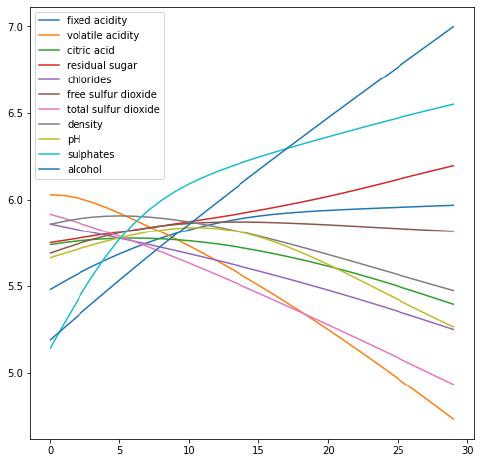 7.0
6.5
6.0
5.5
5.0
fixed acidity
volatile acidity
citric acid
residual sugar
chlorides
free sulfur dioxide
total sulfur dioxide
density
pH
sulphates
alcohol
0 5 10 15 20 25 30